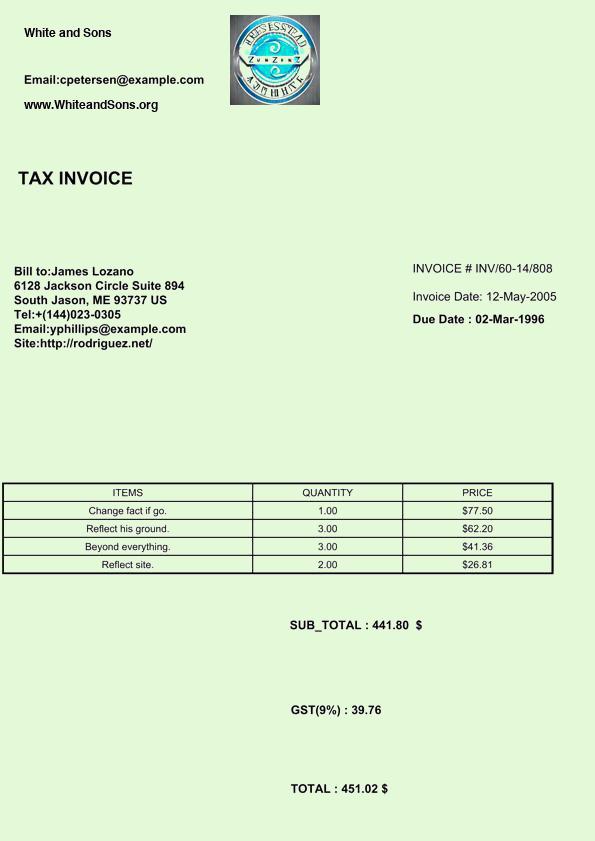 White and Sons
Email:cpetersen@example.com
www.WhiteandSons.org
TAX INVOICE
Bill to:James Lozano
6128 Jackson Circle Suite 894
South Jason, ME 93737 US
Tel:+(144)023-0305
Email:yphillips@example.com
Site:http://rodriguez.net/
INVOICE # INV/60-14/808
Invoice Date: 12-May-2005
Due Date : 02-Mar-1996
ITEMS QUANTITY PRICE
Change fact if go. 1.00 $77.50
Reflect his ground. 3.00 $62.20
Beyond everything. 3.00 $41.36
Reflect site. 2.00 $26.81
SUB_TOTAL : 441.80 $
GST(9%) : 39.76
TOTAL : 451.02 $